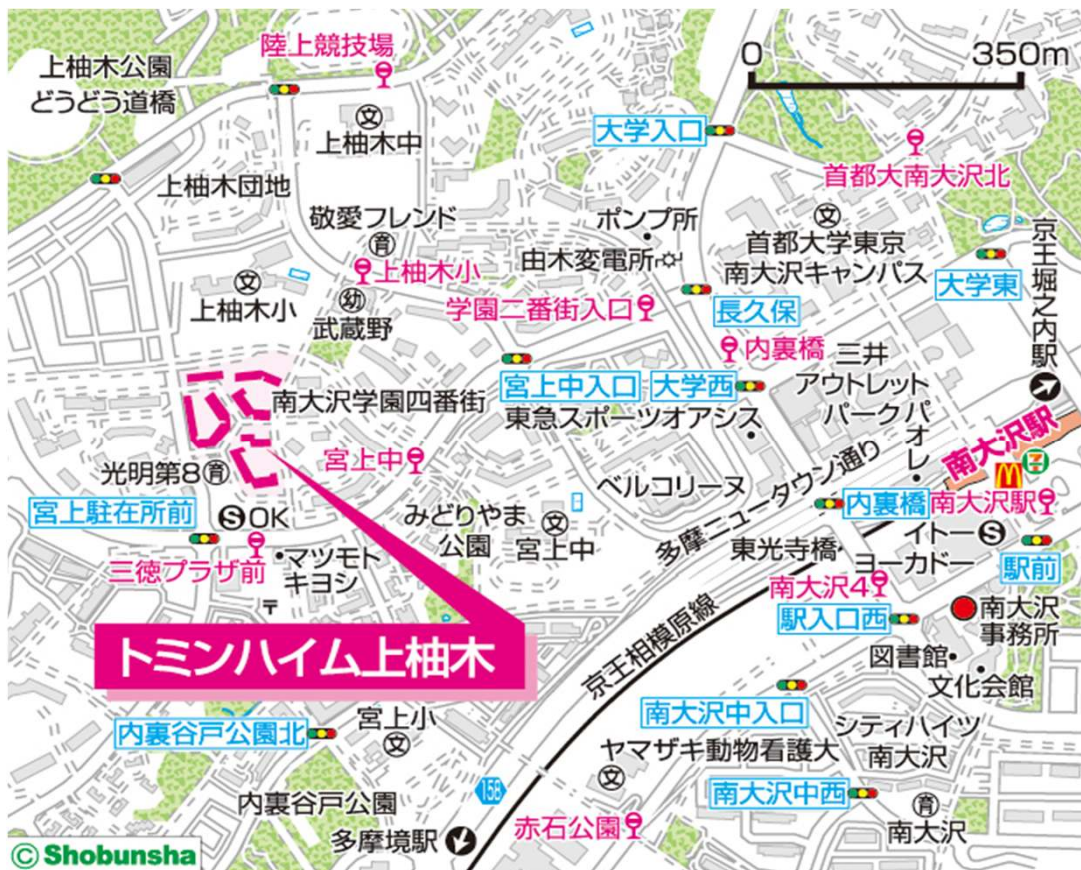 陸上競技場
0 350m
上柚木公園
どうどう道橋
上柚木中
文
大学入口
首都大南大沢北
上柚木団地
敬愛フレンド
育
ポンプ所
文
首都大学東京
南大沢キャンパス
京王堀之内駅
由木変電所
上柚木小
大学東
文
上柚木小
幼
武蔵野
学園二番街入口
長久保
内裏橋
三井
アウトレット
パーク
宮上中入口
大学西
南大沢学園四番街
東急スポーツオアシス
パオレ
南大沢駅
光明第8
育
宮上中
ベルコリーヌ
多摩ニュータウン通り
M
7
宮上駐在所前
S OK
みどりやま
公園
文
宮上中
内裏橋
南大沢駅
東光寺橋
イトー
ヨーカドー
S
駅前
三徳プラザ前
マツモト
キヨシ
〒
南大沢4
駅入口西
南大沢
事務所
トミンハイム上柚木
京王相模原線
図書館
文化会館
内裏谷戸公園北
宮上小
文
南大沢中入口
シティハイツ
南大沢
ヤマザキ動物看護大
文
158
南大沢中西
内裏谷戸公園
多摩境駅
赤石公園
育
南大沢
© Shobunsha